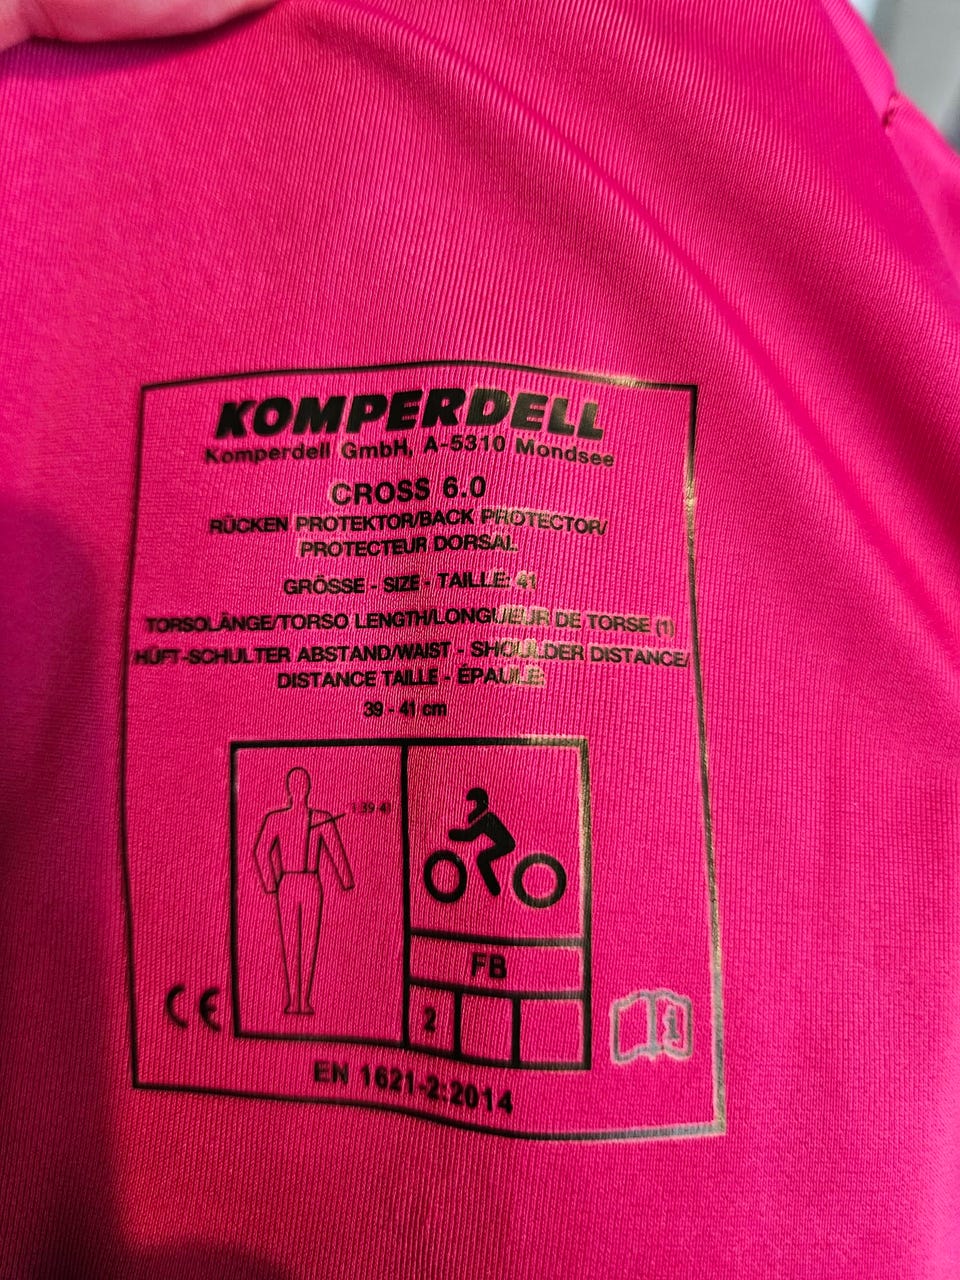 KOMPERDELL
Komperdell GmbH, A-5310 Mondsee
CROSS 6.0
RÜCKEN PROTEKTOR/BACK PROTECTOR/
PROTECTEUR DORSAL
GRÖSSE - SIZE - TAILLE: 41
TORSOLÄNGE/TORSO LENGTH/LONGUEUR DE TORSE (1)
HÜFT-SCHULTER ABSTAND/WAIST - SHOULDER DISTANCE/
DISTANCE TAILLE - ÉPAULE:
39 - 41 cm
FB
2
i
CE
EN 1621-2:2014